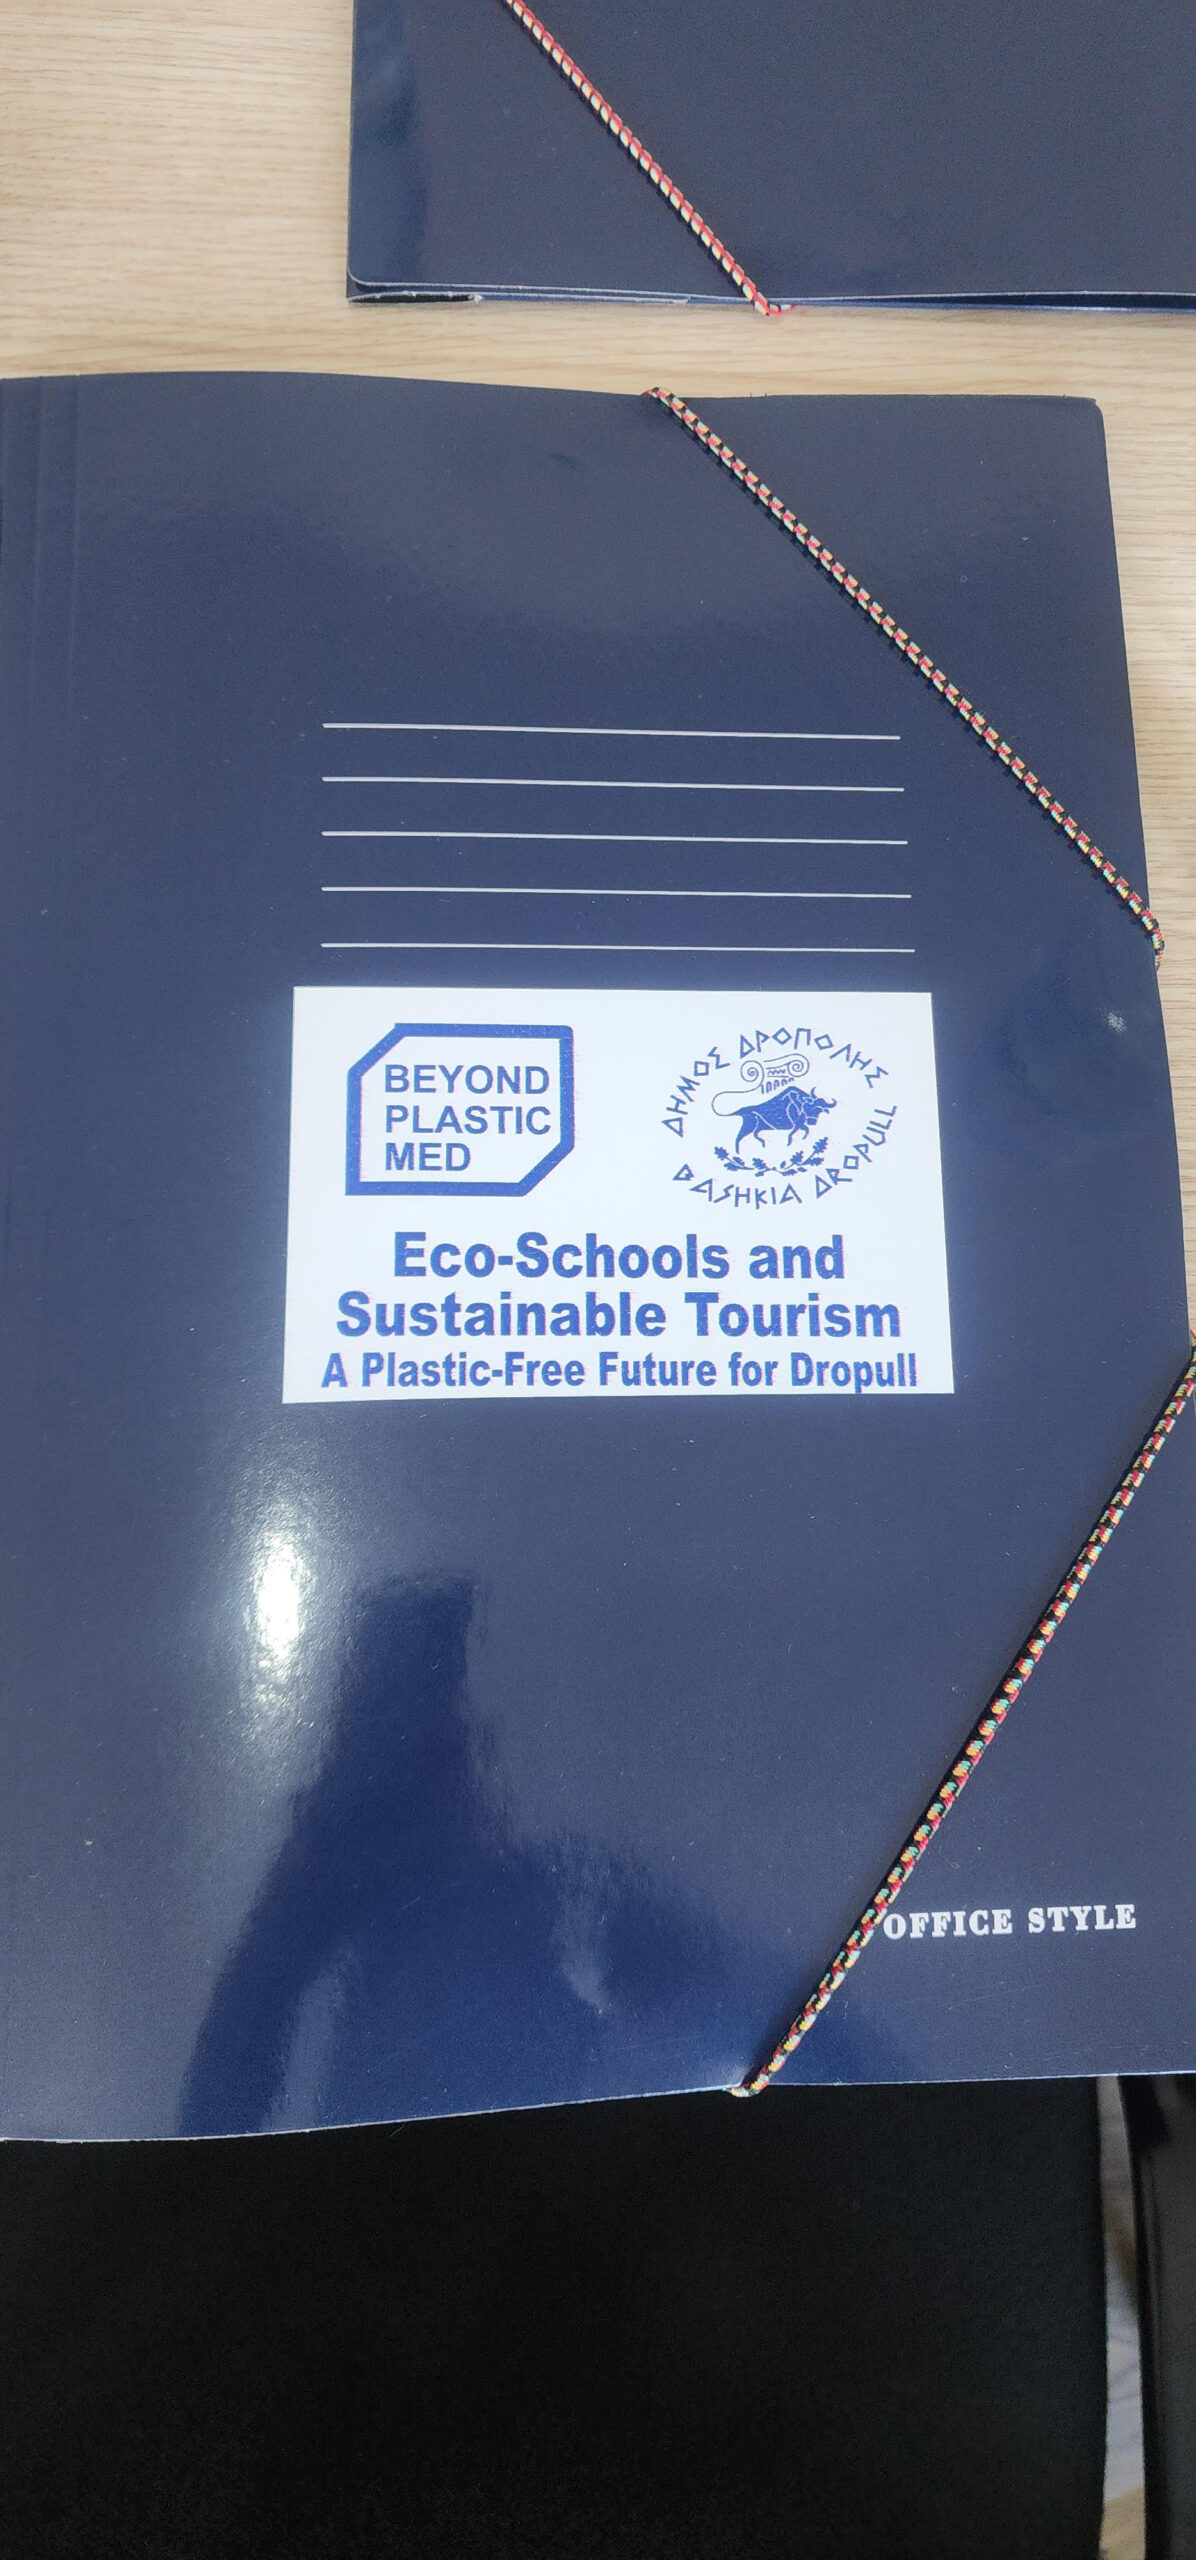 BEYOND
PLASTIC
MED
ΔΗΜΟΣ ΔΡΟΠΟΛΗΣ
BASHKIA DROPULL
Eco-Schools and
Sustainable Tourism
A Plastic-Free Future for Dropull
OFFICE STYLE